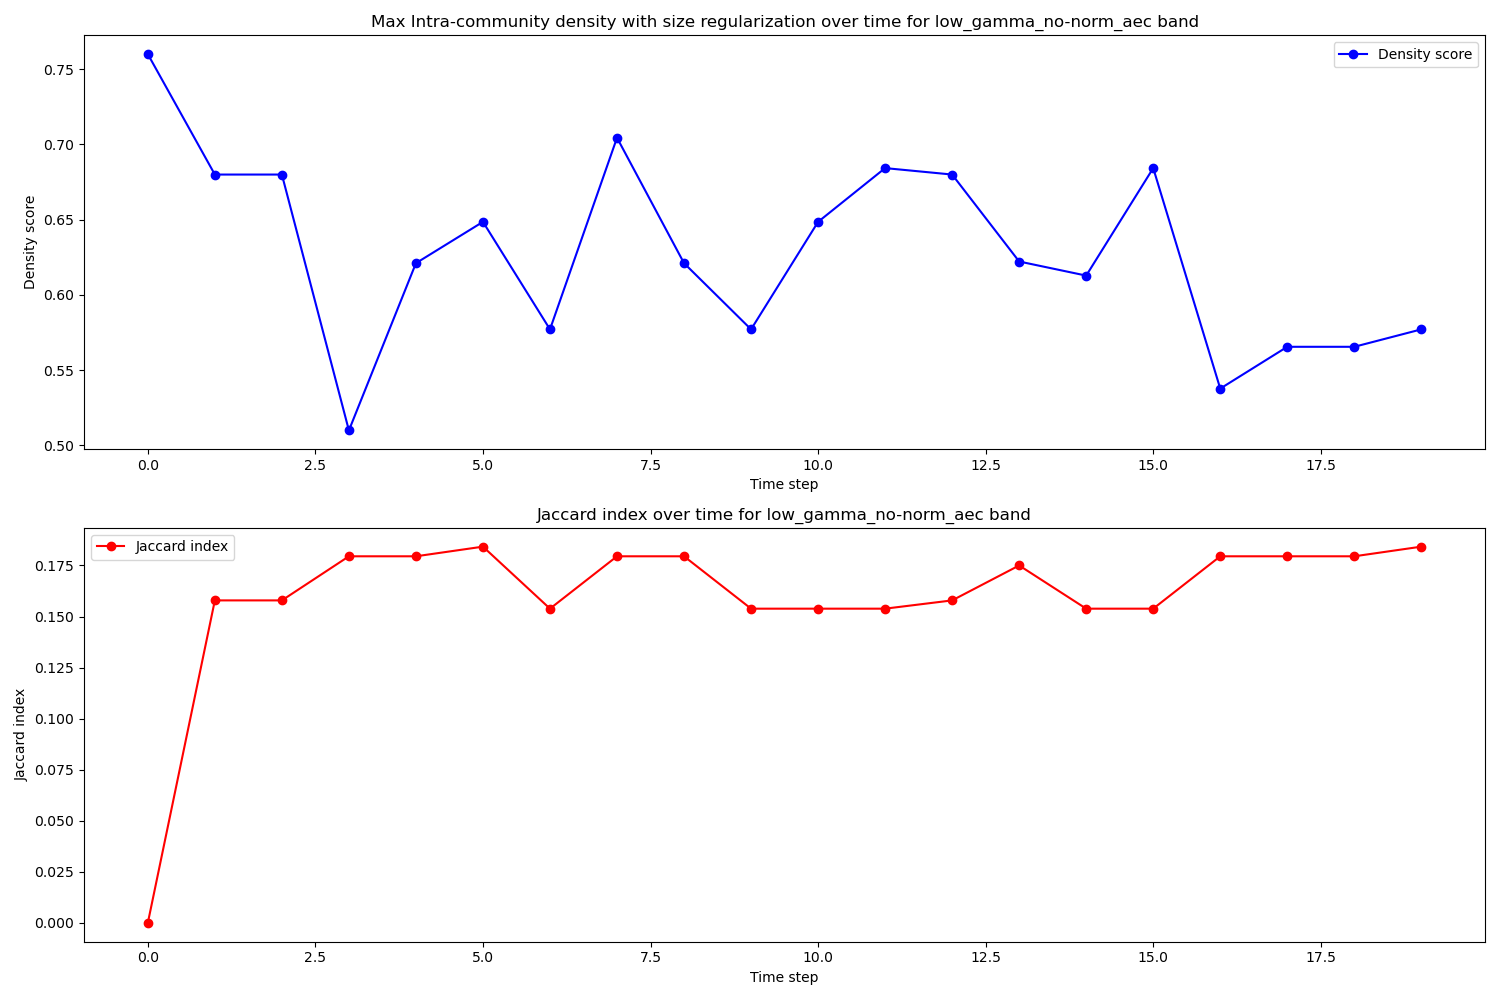 Max Intra-community density with size regularization over time for low_gamma_no-norm_aec band
Density score
0.75
0.70
0.65
0.60
0.55
0.50
Density score
0.0 2.5 5.0 7.5 10.0 12.5 15.0 17.5
Time step
Jaccard index over time for low_gamma_no-norm_aec band
Jaccard index
0.175
0.150
0.125
0.100
0.075
0.050
0.025
0.000
Jaccard index
0.0 2.5 5.0 7.5 10.0 12.5 15.0 17.5
Time step